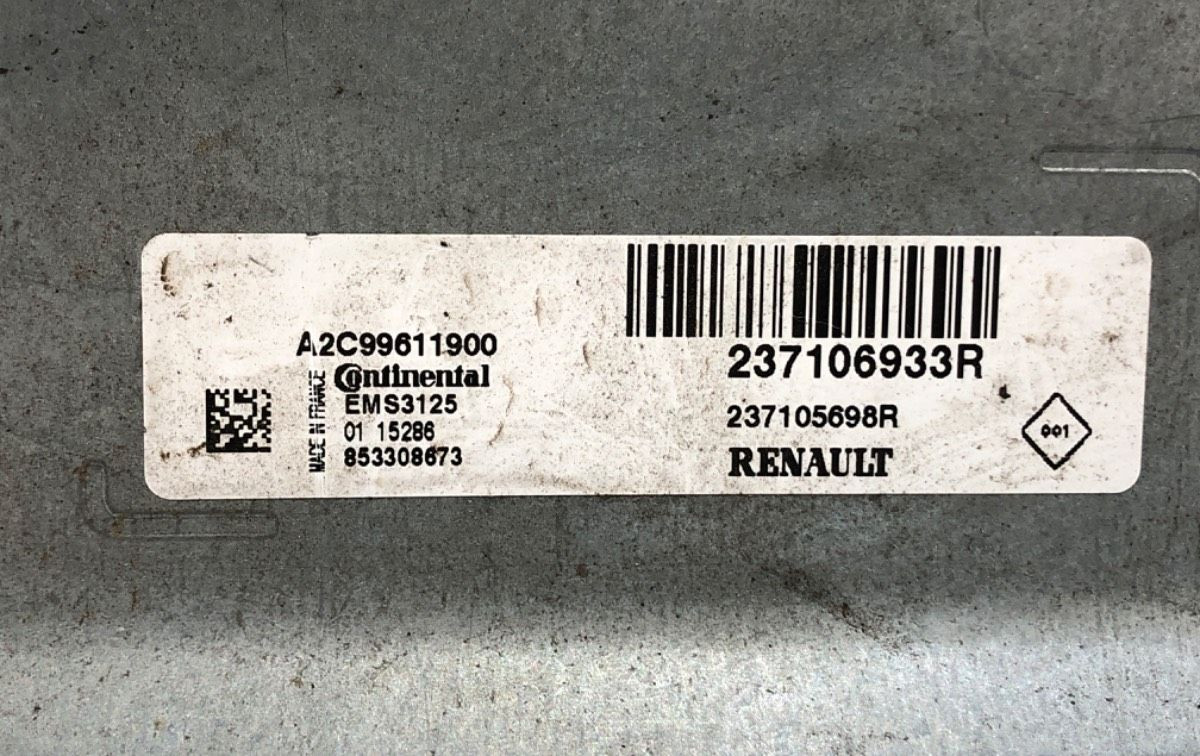 A2C99611900
Continental
EMS3125
01 15286
853308673
MADE IN FRANCE
237106933R
237105698R
RENAULT
001